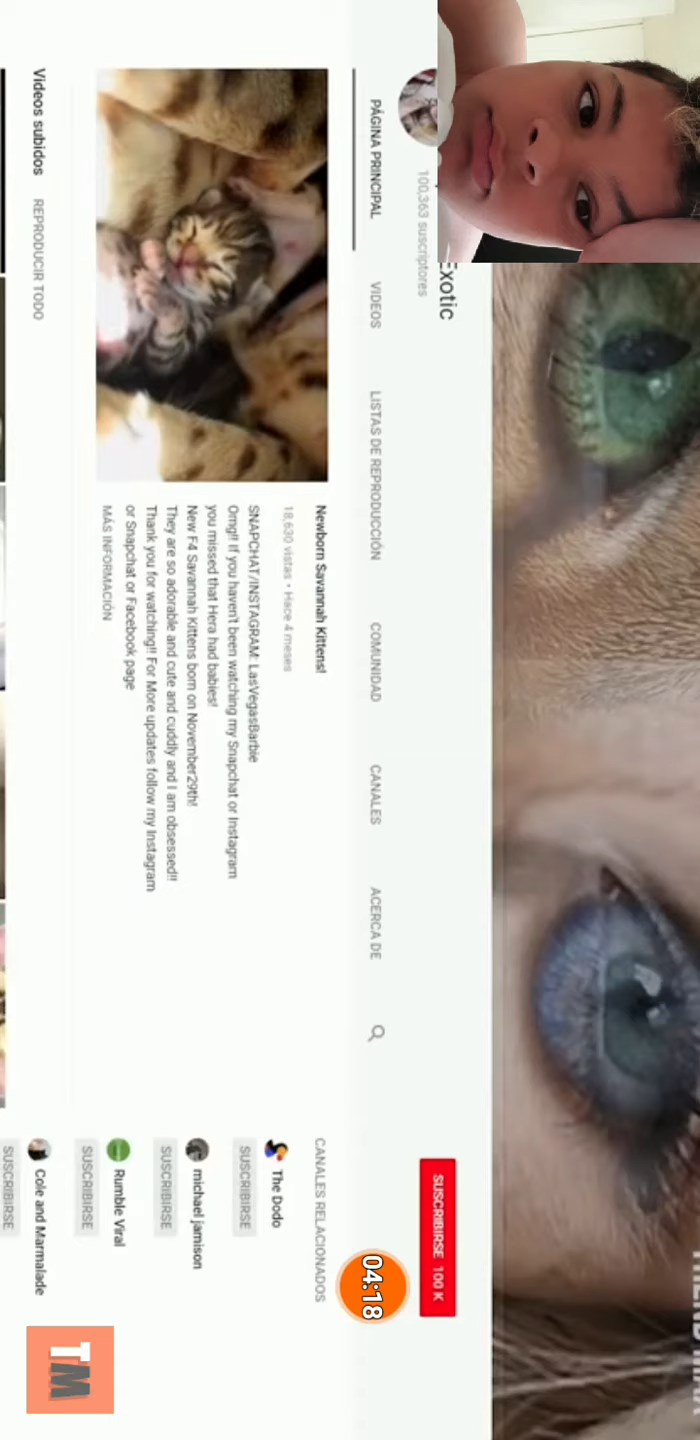 Exotic
100,363 suscriptores
SUSCRIBIRSE 100 K
PÁGINA PRINCIPAL
VIDEOS
LISTAS DE REPRODUCCIÓN
COMUNIDAD
CANALES
ACERCA DE
Newborn Savannah Kittens!
18,630 vistas • Hace 4 meses
SNAPCHAT/INSTAGRAM: LasVegasBarbie
Omg!! If you haven't been watching my Snapchat or Instagram
you missed that Hera had babies!
New F4 Savannah Kittens born on November29th!
They are so adorable and cute and cuddly and I am obsessed!!
Thank you for watching!! For More updates follow my Instagram
or Snapchat or Facebook page
MÁS INFORMACIÓN
Videos subidos REPRODUCIR TODO
CANALES RELACIONADOS
The Dodo
SUSCRIBIRSE
michael jamison
SUSCRIBIRSE
Rumble Viral
SUSCRIBIRSE
Cole and Marmalade
SUSCRIBIRSE
04:18
TM